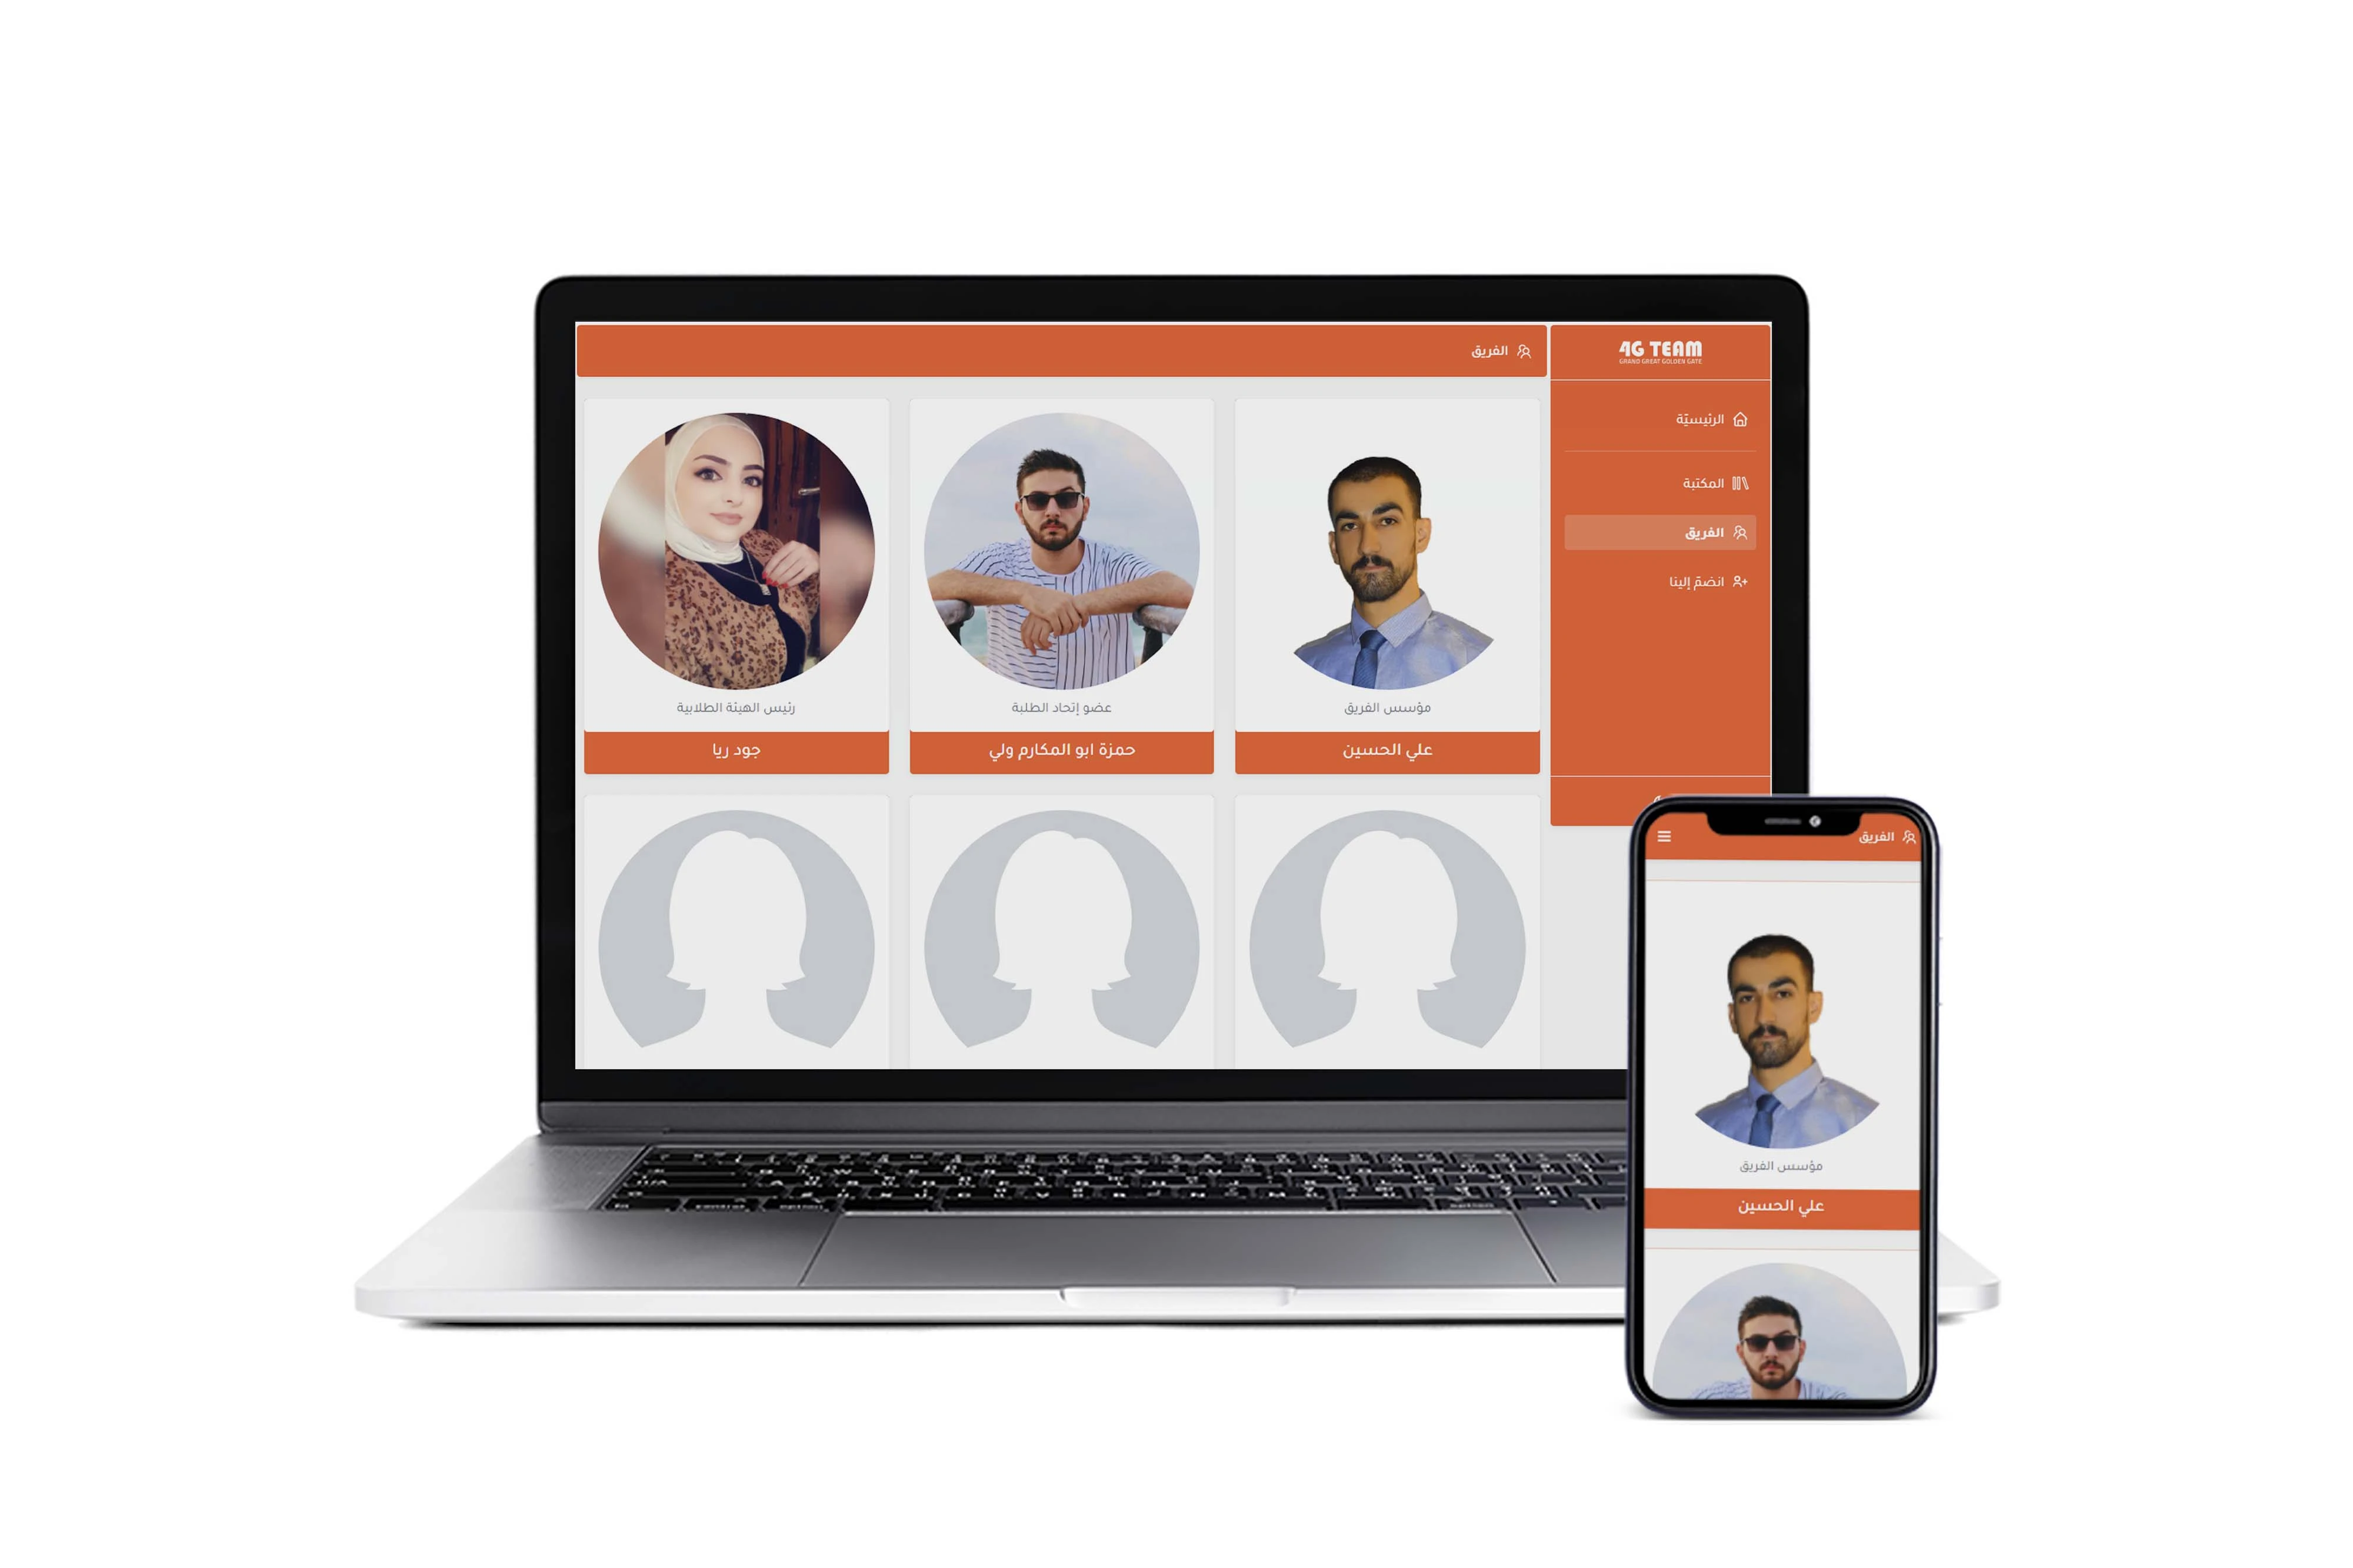 4G TEAM
GRAND GREAT GOLDEN GATE
الرئيسيّة
المكتبة
الفريق
انضمّ إلينا
الفريق
مؤسس الفريق
علي الحسين
عضو إتحاد الطلبة
حمزة ابو المكارم ولي
رئيس الهيئة الطلابية
جود ريا
الفريق
مؤسس الفريق
علي الحسين